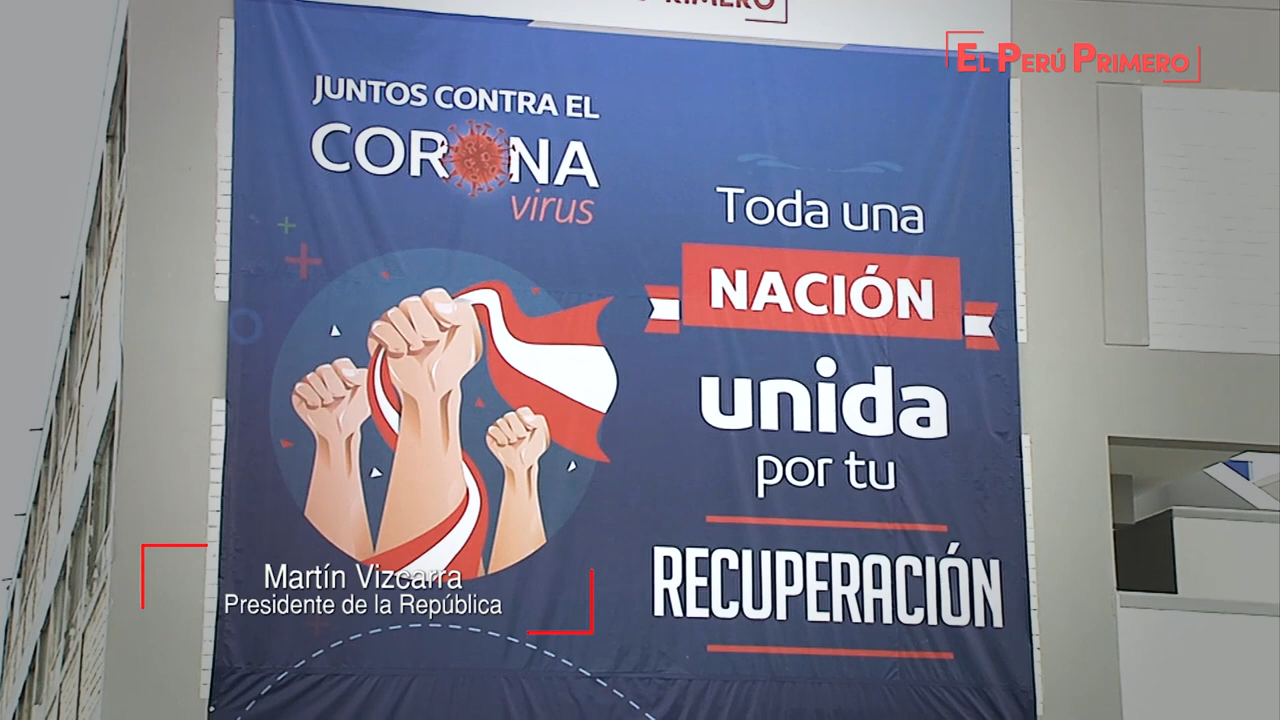 EL PERÚ PRIMERO
JUNTOS CONTRA EL
CORONA
virus
Toda una
NACIÓN
unida
por tu
RECUPERACIÓN
Martín Vizcarra
Presidente de la República